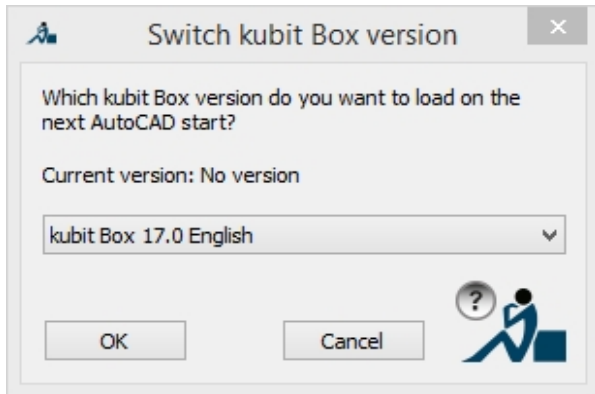 Switch kubit Box version
Which kubit Box version do you want to load on the
next AutoCAD start?
Current version: No version
kubit Box 17.0 English
?
OK
Cancel